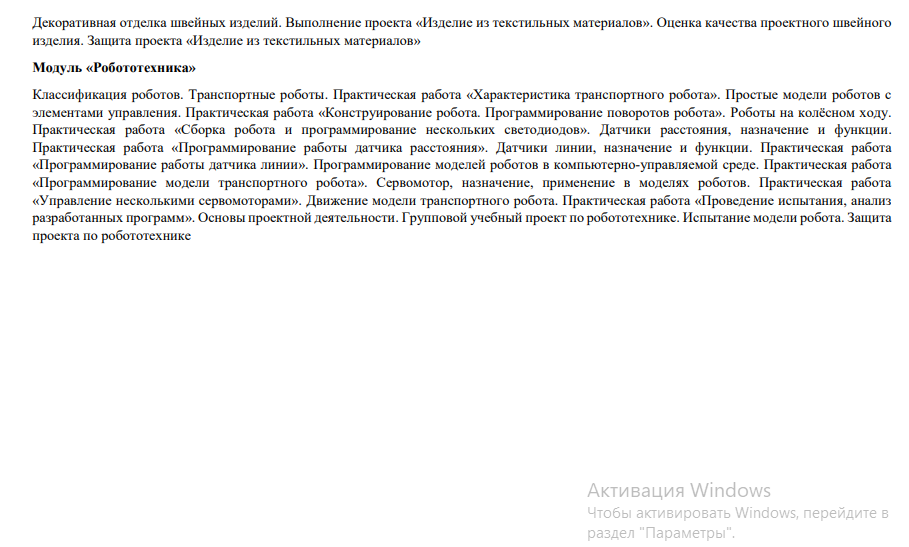 Декоративная отделка швейных изделий. Выполнение проекта «Изделие из текстильных материалов». Оценка качества проектного швейного
изделия. Защита проекта «Изделие из текстильных материалов»
Модуль «Робототехника»
Классификация роботов. Транспортные роботы. Практическая работа «Характеристика транспортного робота». Простые модели роботов с
элементами управления. Практическая работа «Конструирование робота. Программирование поворотов робота». Роботы на колёсном ходу.
Практическая работа «Сборка робота и программирование нескольких светодиодов». Датчики расстояния, назначение и функции.
Практическая работа «Программирование работы датчика расстояния». Датчики линии, назначение и функции. Практическая работа
«Программирование работы датчика линии». Программирование моделей роботов в компьютерно-управляемой среде. Практическая работа
«Программирование модели транспортного робота». Сервомотор, назначение, применение в моделях роботов. Практическая работа
«Управление несколькими сервомоторами». Движение модели транспортного робота. Практическая работа «Проведение испытания, анализ
разработанных программ». Основы проектной деятельности. Групповой учебный проект по робототехнике. Испытание модели робота. Защита
проекта по робототехнике
Активация Windows
Чтобы активировать Windows, перейдите в
раздел "Параметры".